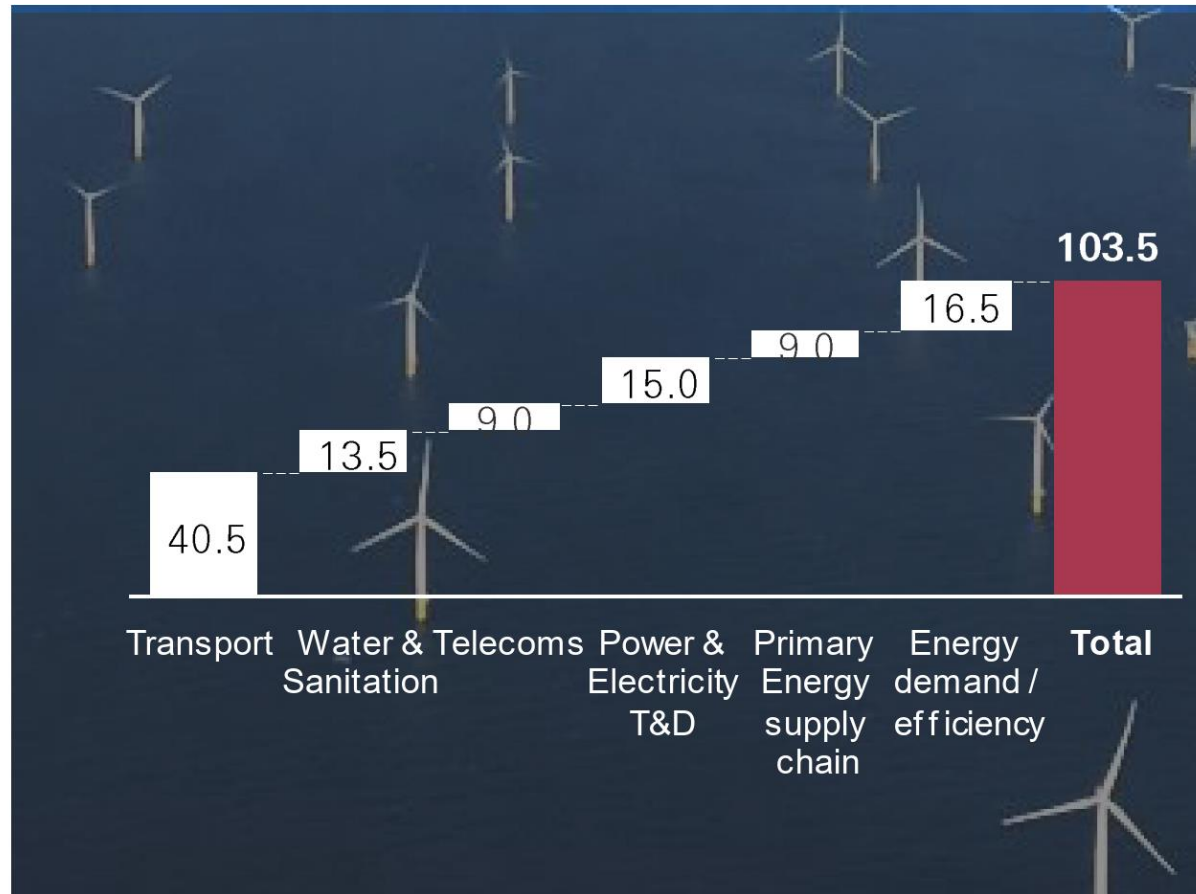 103.5
16.5
9.0
15.0
9.0
13.5
40.5
Transport
Water &
Sanitation
Telecoms
Power &
Electricity
T&D
Primary
Energy
supply
chain
Energy
demand /
efficiency
Total